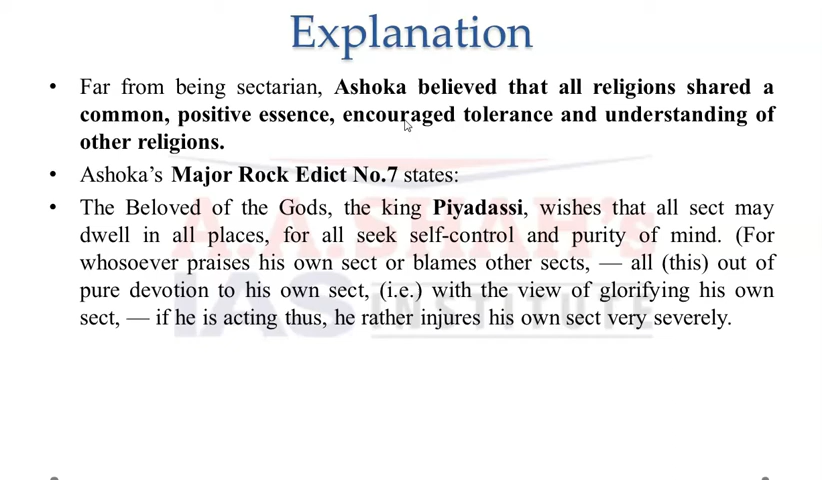 Explanation
• Far from being sectarian, Ashoka believed that all religions shared a
common, positive essence, encouraged tolerance and understanding of
other religions.
• Ashoka’s Major Rock Edict No.7 states:
• The Beloved of the Gods, the king Piyadassi, wishes that all sect may
dwell in all places, for all seek self-control and purity of mind. (For
whosoever praises his own sect or blames other sects, — all (this) out of
pure devotion to his own sect, (i.e.) with the view of glorifying his own
sect, — if he is acting thus, he rather injures his own sect very severely.
A.A.SHAH's
IAS INSTITUTE